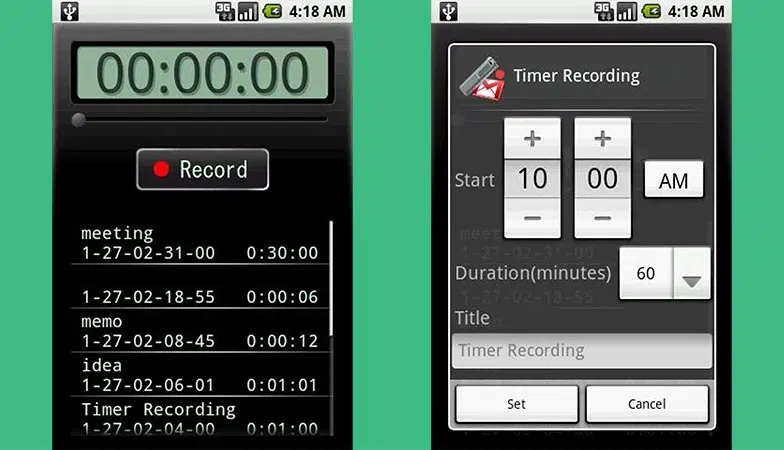 3G 4:18 AM
00:00:00
Record
meeting
1-27-02-31-00 0:30:00
1-27-02-18-55 0:00:06
memo
1-27-02-08-45 0:00:12
idea
1-27-02-06-01 0:01:01
Timer Recording
1-27-02-04-00 0:01:00
3G 4:18 AM
Timer Recording
Start 10 00 AM
Duration(minutes) 60
Title
Timer Recording
Set Cancel